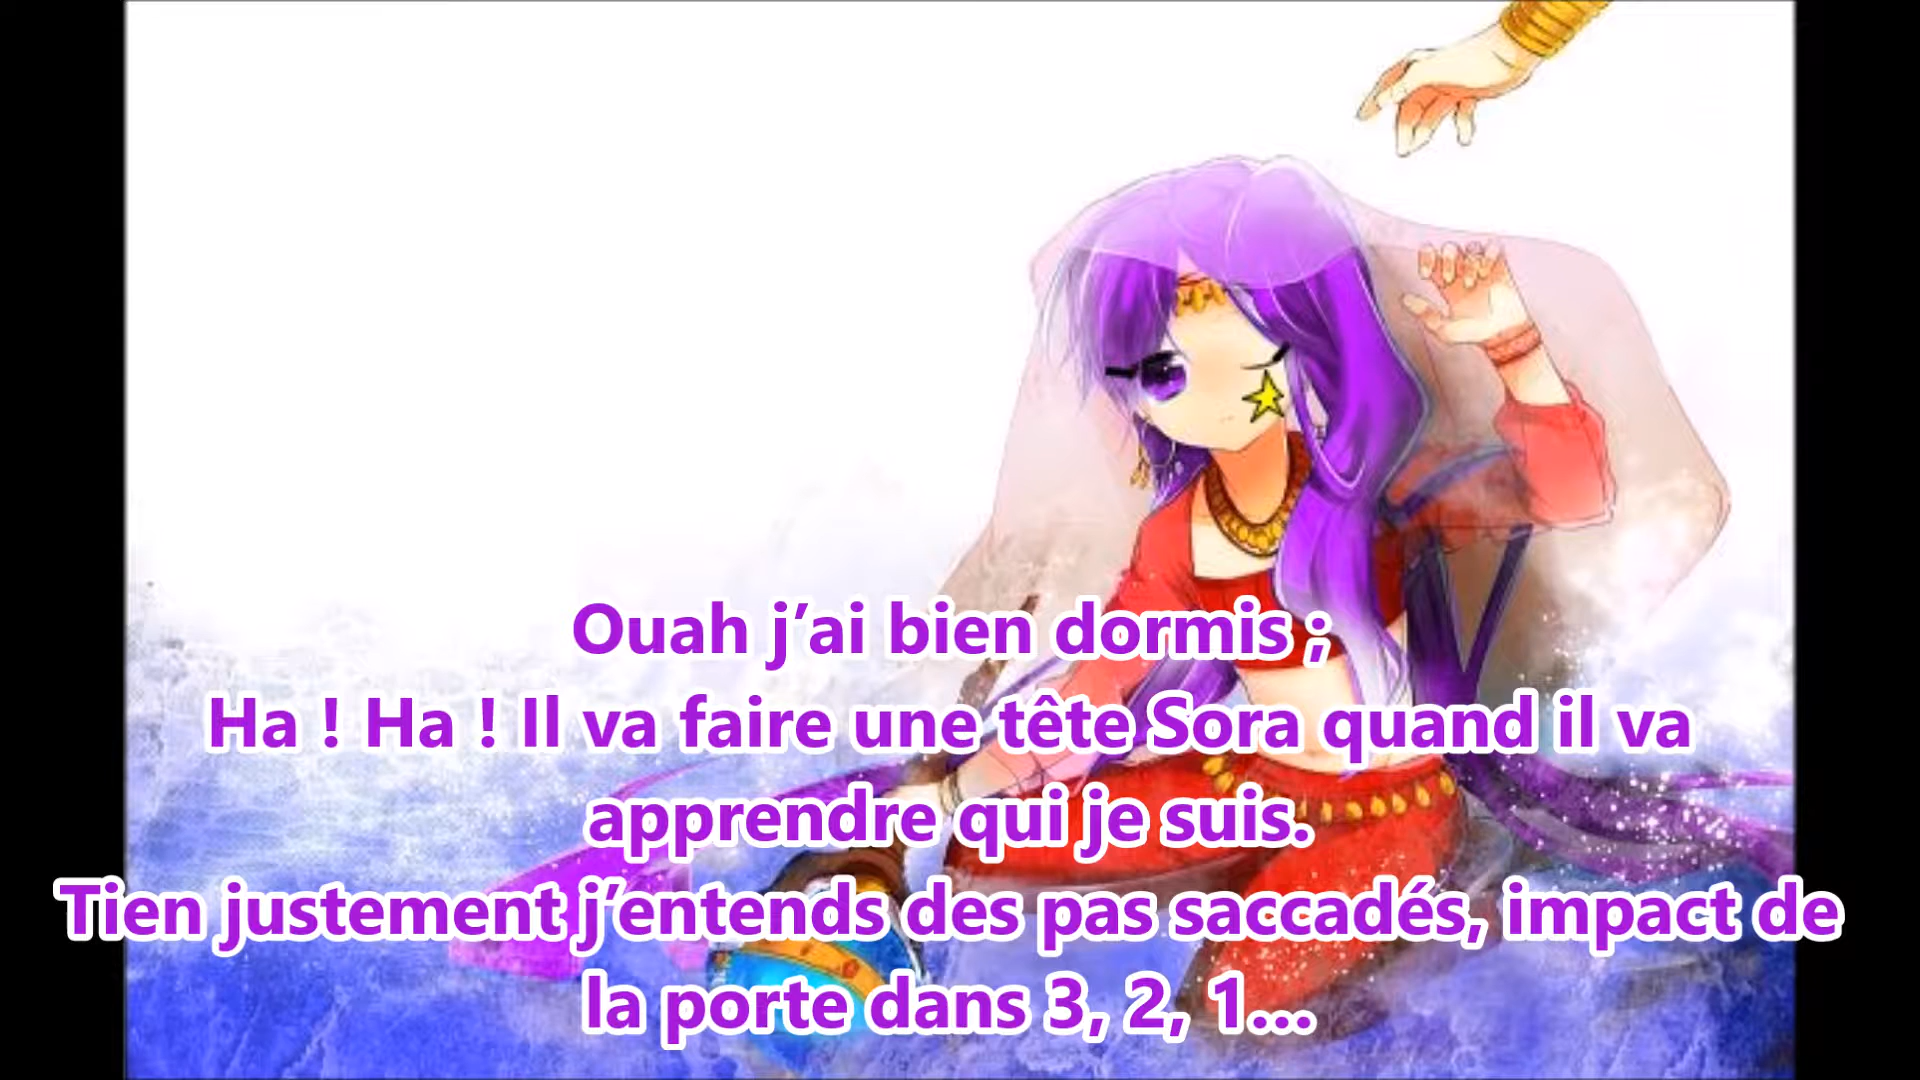 Ouah j’ai bien dormis ;
Ha ! Ha ! Il va faire une tête Sora quand il va
apprendre qui je suis.
Tien justement j’entends des pas saccadés, impact de
la porte dans 3, 2, 1…